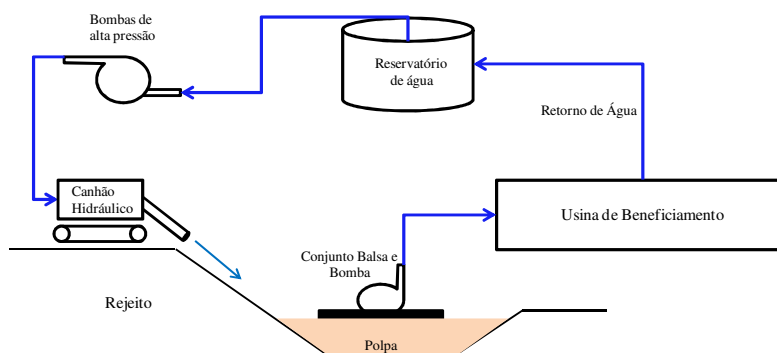 Bombas de
alta pressão
Reservatório
de água
Retorno de Água
Canhão
Hidráulico
Usina de Beneficiamento
Conjunto Balsa e
Bomba
Rejeito
Polpa